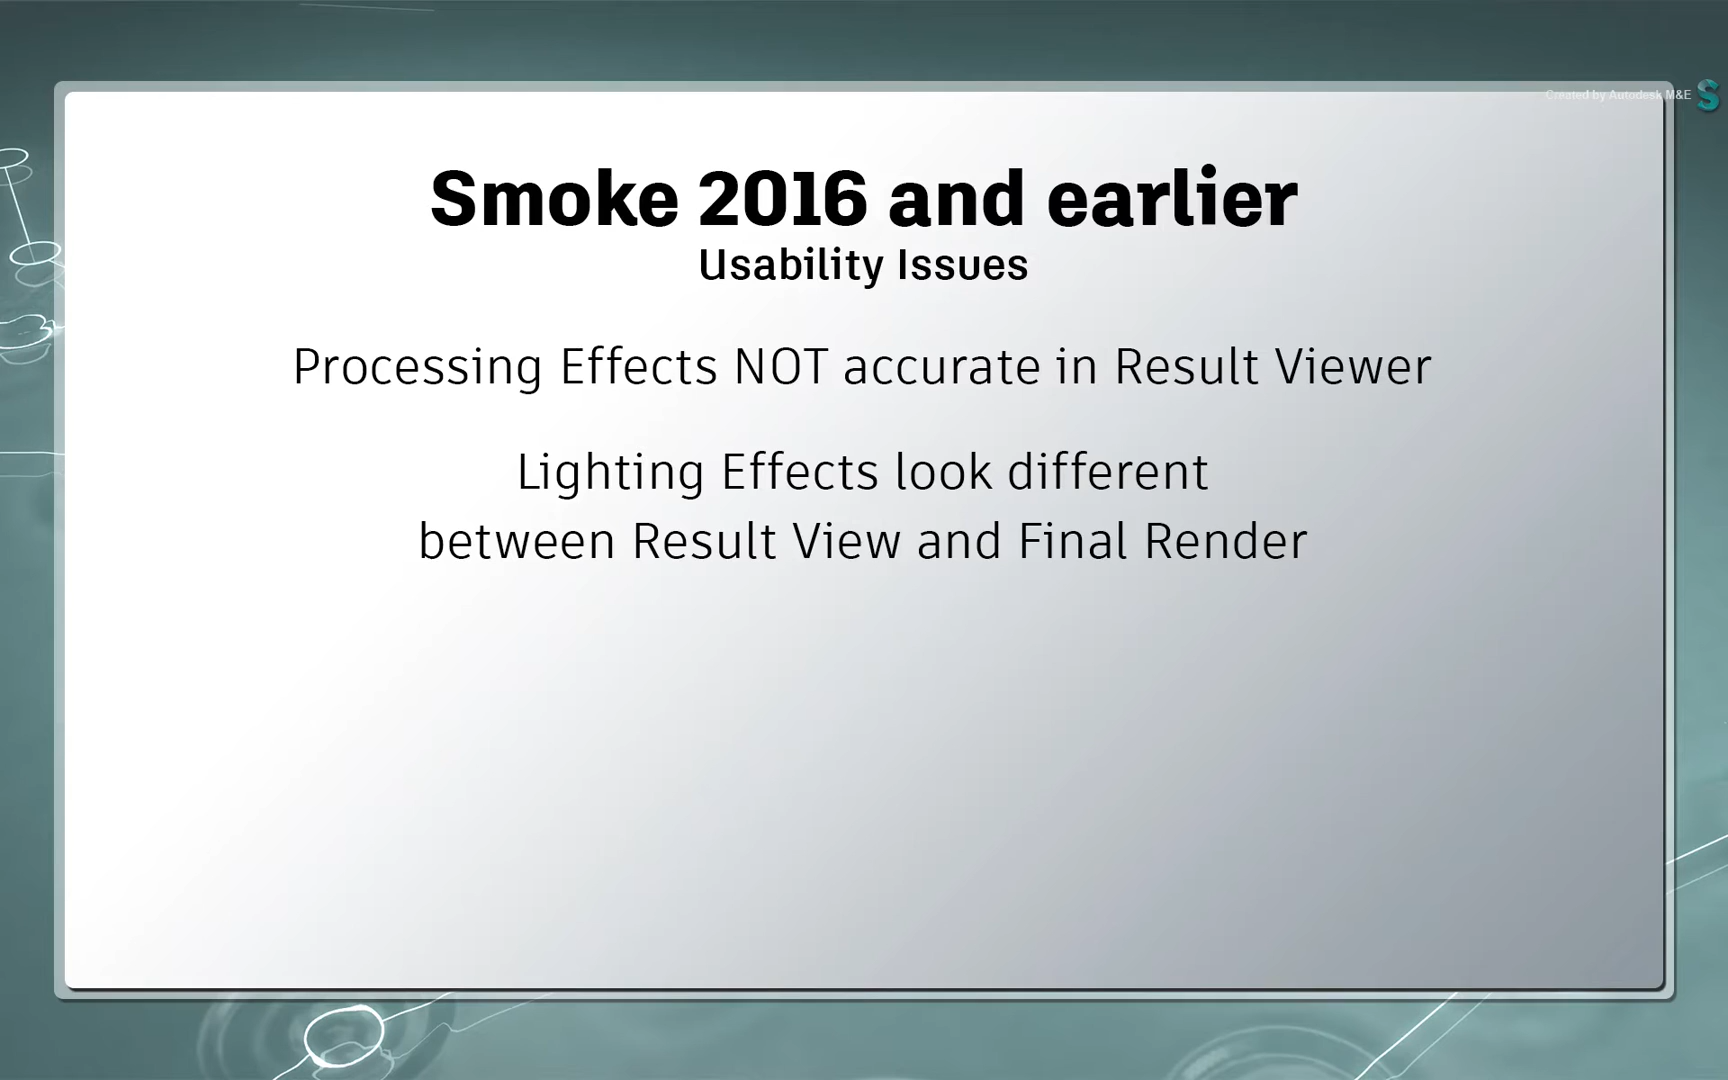 Created by Autodesk M&E
Smoke 2016 and earlier
Usability Issues
Processing Effects NOT accurate in Result Viewer
Lighting Effects look different
between Result View and Final Render